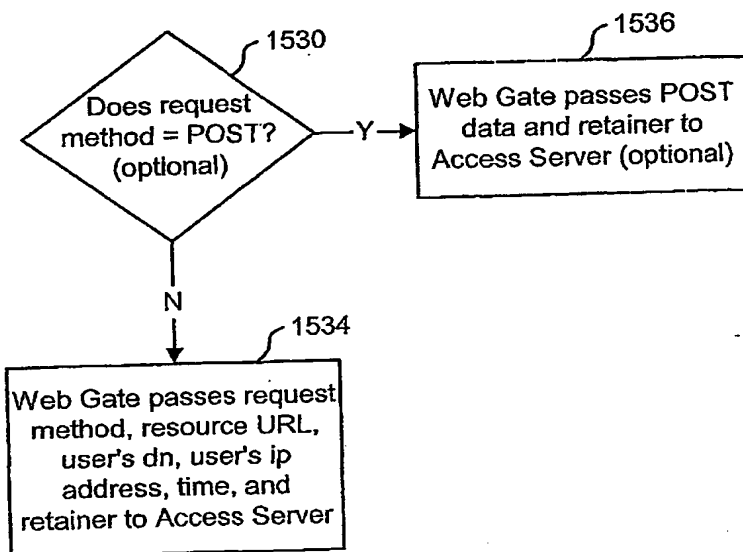 1530
Does request
method = POST?
(optional)
Y
1536
Web Gate passes POST
data and retainer to
Access Server (optional)
N
1534
Web Gate passes request
method, resource URL,
user's dn, user's ip
address, time, and
retainer to Access Server